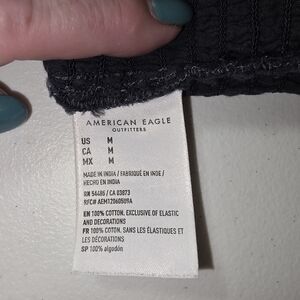 AMERICAN EAGLE
OUTFITTERS
US M
CA M
MX M
MADE IN INDIA / FABRIQUÉ EN INDE /
HECHO EN INDIA
RN 54485 / CA 03873
RFC# AEM12060509A
EN 100% COTTON. EXCLUSIVE OF ELASTIC
AND DECORATIONS
FR 100% COTON. SANS LES ÉLASTIQUES ET
LES DÉCORATIONS
SP 100% algodón